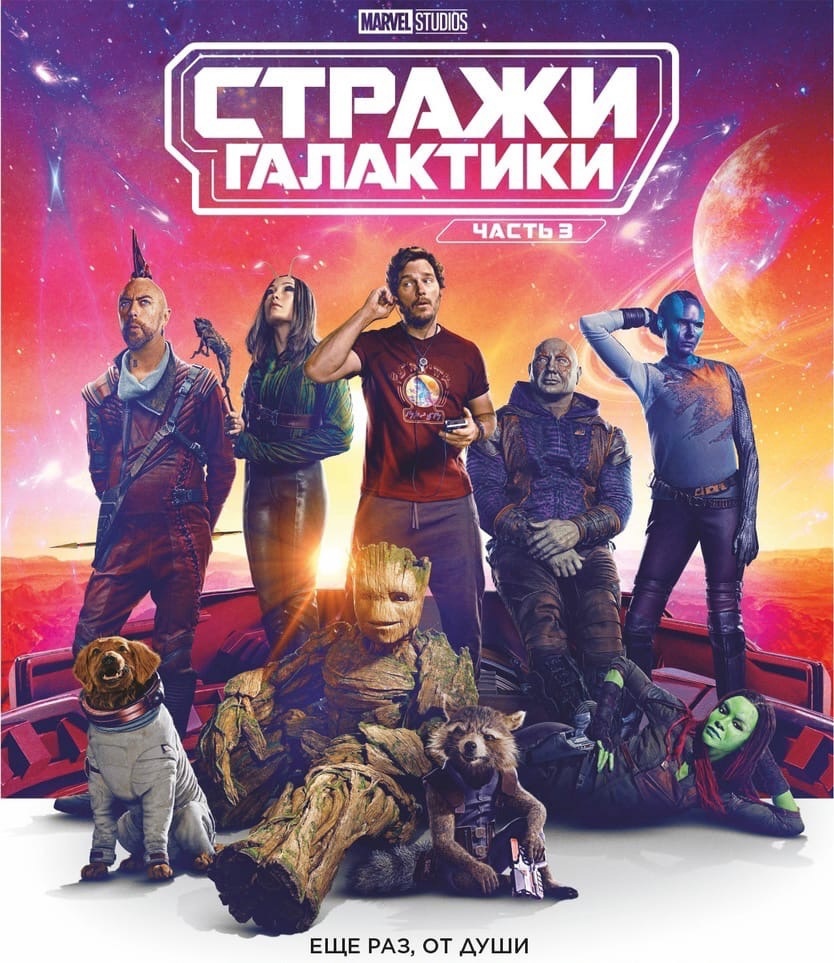 MARVEL STUDIOS
СТРАЖИ
ГАЛАКТИКИ
ЧАСТЬ 3
ЕЩЕ РАЗ, ОТ ДУШИ